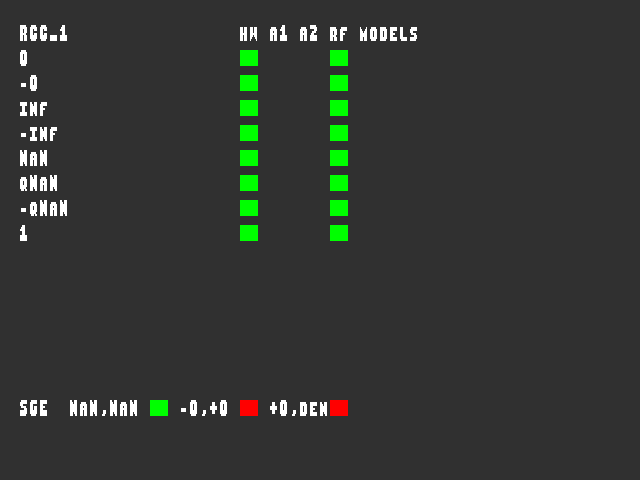 RCC_1 HW A1 A2 RF MODELS
0
-0
INF
-INF
NAN
QNAN
-QNAN
1
SGE NAN,NAN -0,+0 +0,DEN